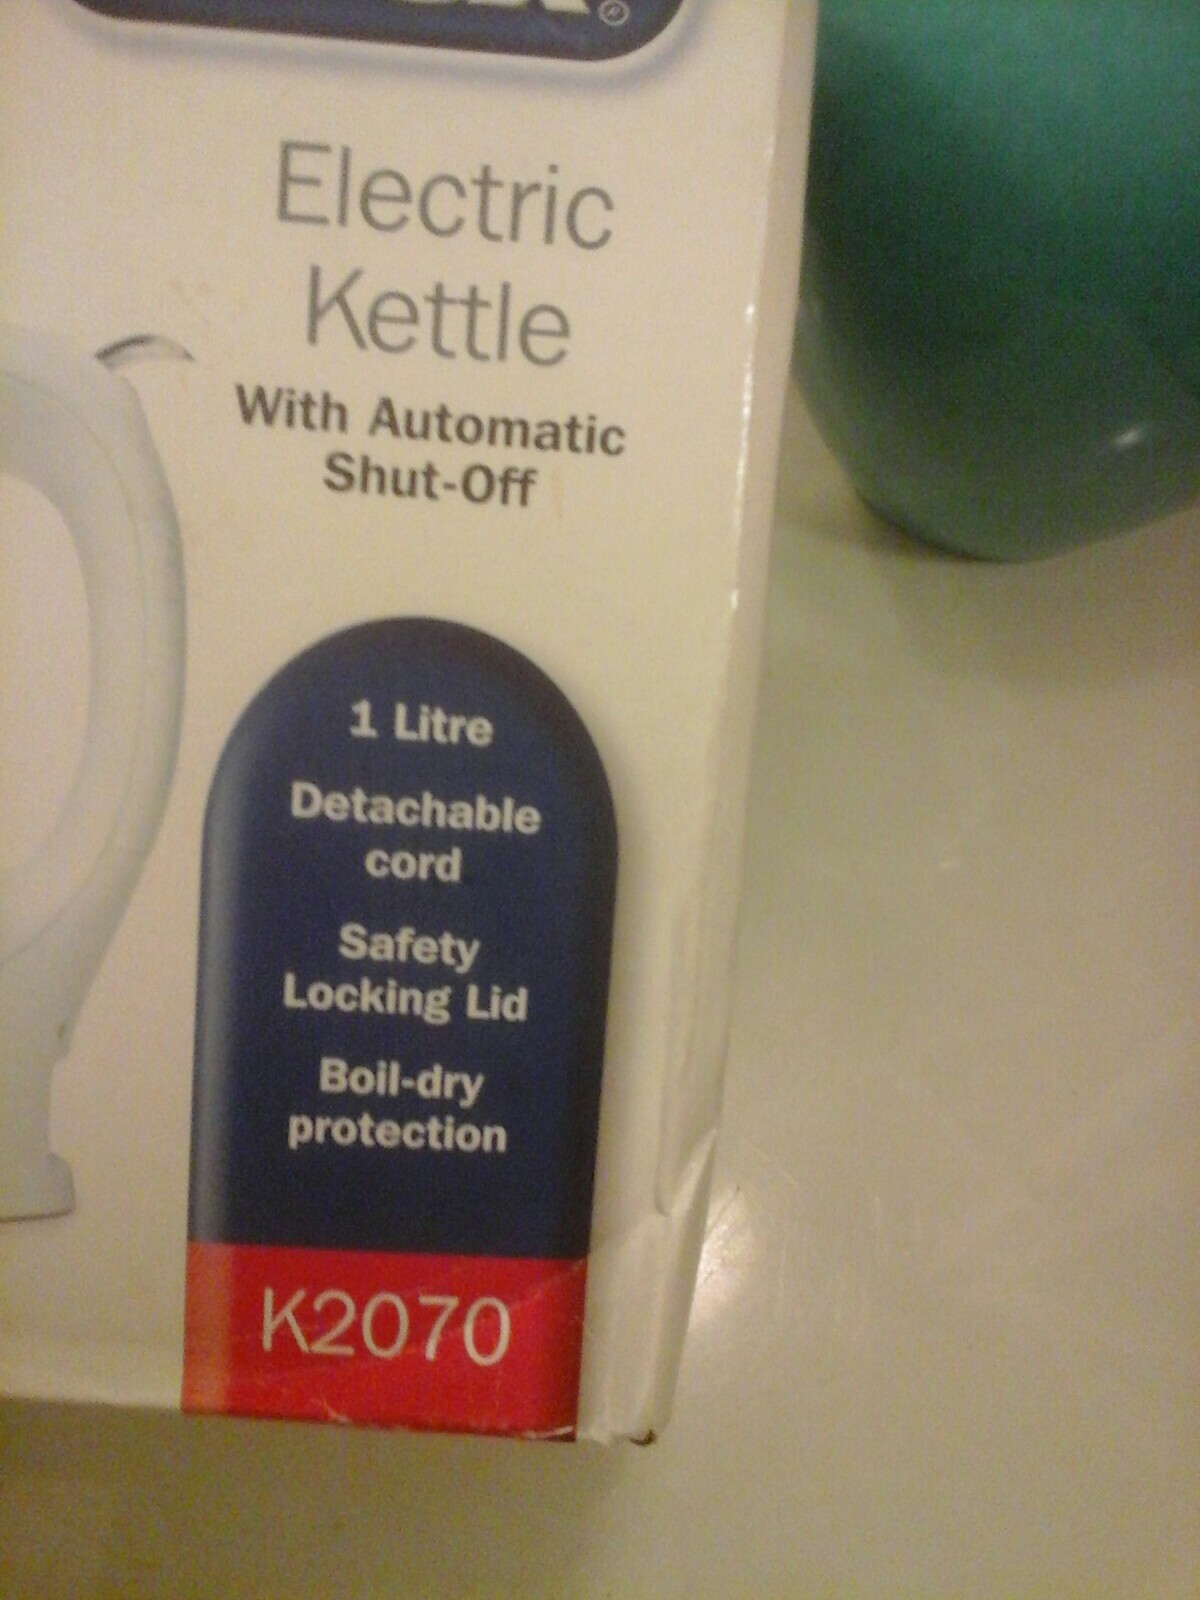 ®
Electric
Kettle
With Automatic
Shut-Off
1 Litre
Detachable
cord
Safety
Locking Lid
Boil-dry
protection
K2070